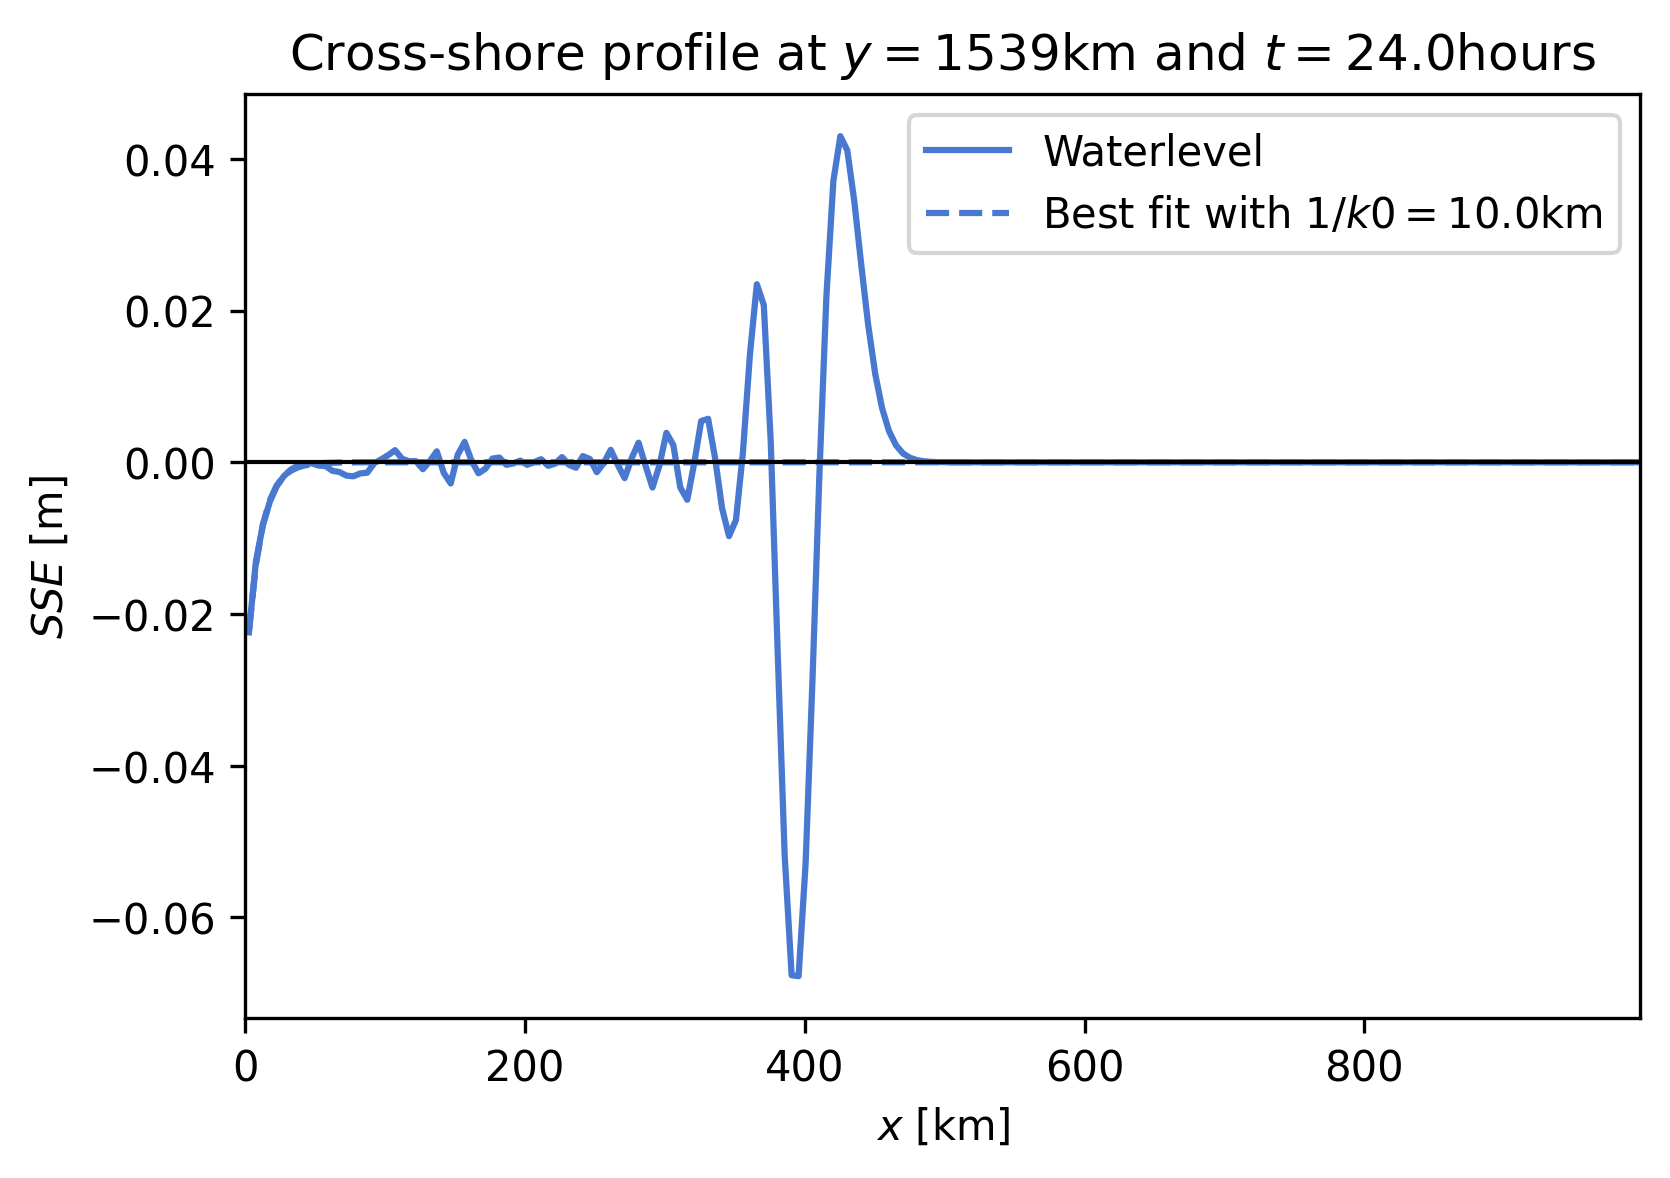 Cross-shore profile at y = 1539km and t = 24.0hours
Waterlevel
Best fit with 1/k0 = 10.0km
SSE [m]
0.04
0.02
0.00
−0.02
−0.04
−0.06
0 200 400 600 800
x [km]